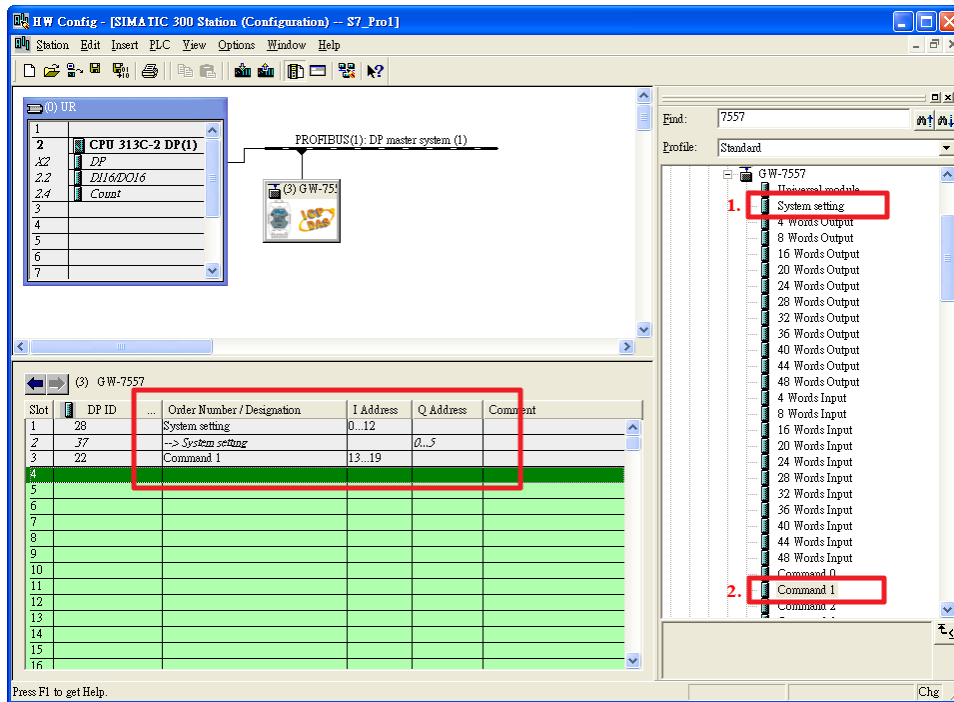 HW Config - [SIMATIC 300 Station (Configuration) -- S7_Pro1]
Station Edit Insert PLC View Options Window Help
(0) UR
1
2 CPU 313C-2 DP(1)
X2 DP
2.2 DI16/DO16
2.4 Count
3
4
5
6
7
PROFIBUS(1): DP master system (1)
(3) GW-755
ICP DAS
Find: 7557
Profile: Standard
GW-7557
Universal module
1. System setting
4 Words Output
8 Words Output
16 Words Output
20 Words Output
24 Words Output
28 Words Output
32 Words Output
36 Words Output
40 Words Output
44 Words Output
48 Words Output
4 Words Input
8 Words Input
16 Words Input
20 Words Input
24 Words Input
28 Words Input
32 Words Input
36 Words Input
40 Words Input
44 Words Input
48 Words Input
Command 0
2. Command 1
Command 2
(3) GW-7557
Slot DP ID ... Order Number / Designation I Address Q Address Comment
1 28 System setting 0...12
2 37 --> System setting 0...5
3 22 Command 1 13...19
4
5
6
7
8
9
10
11
12
13
14
15
16
Press F1 to get Help.
Chg